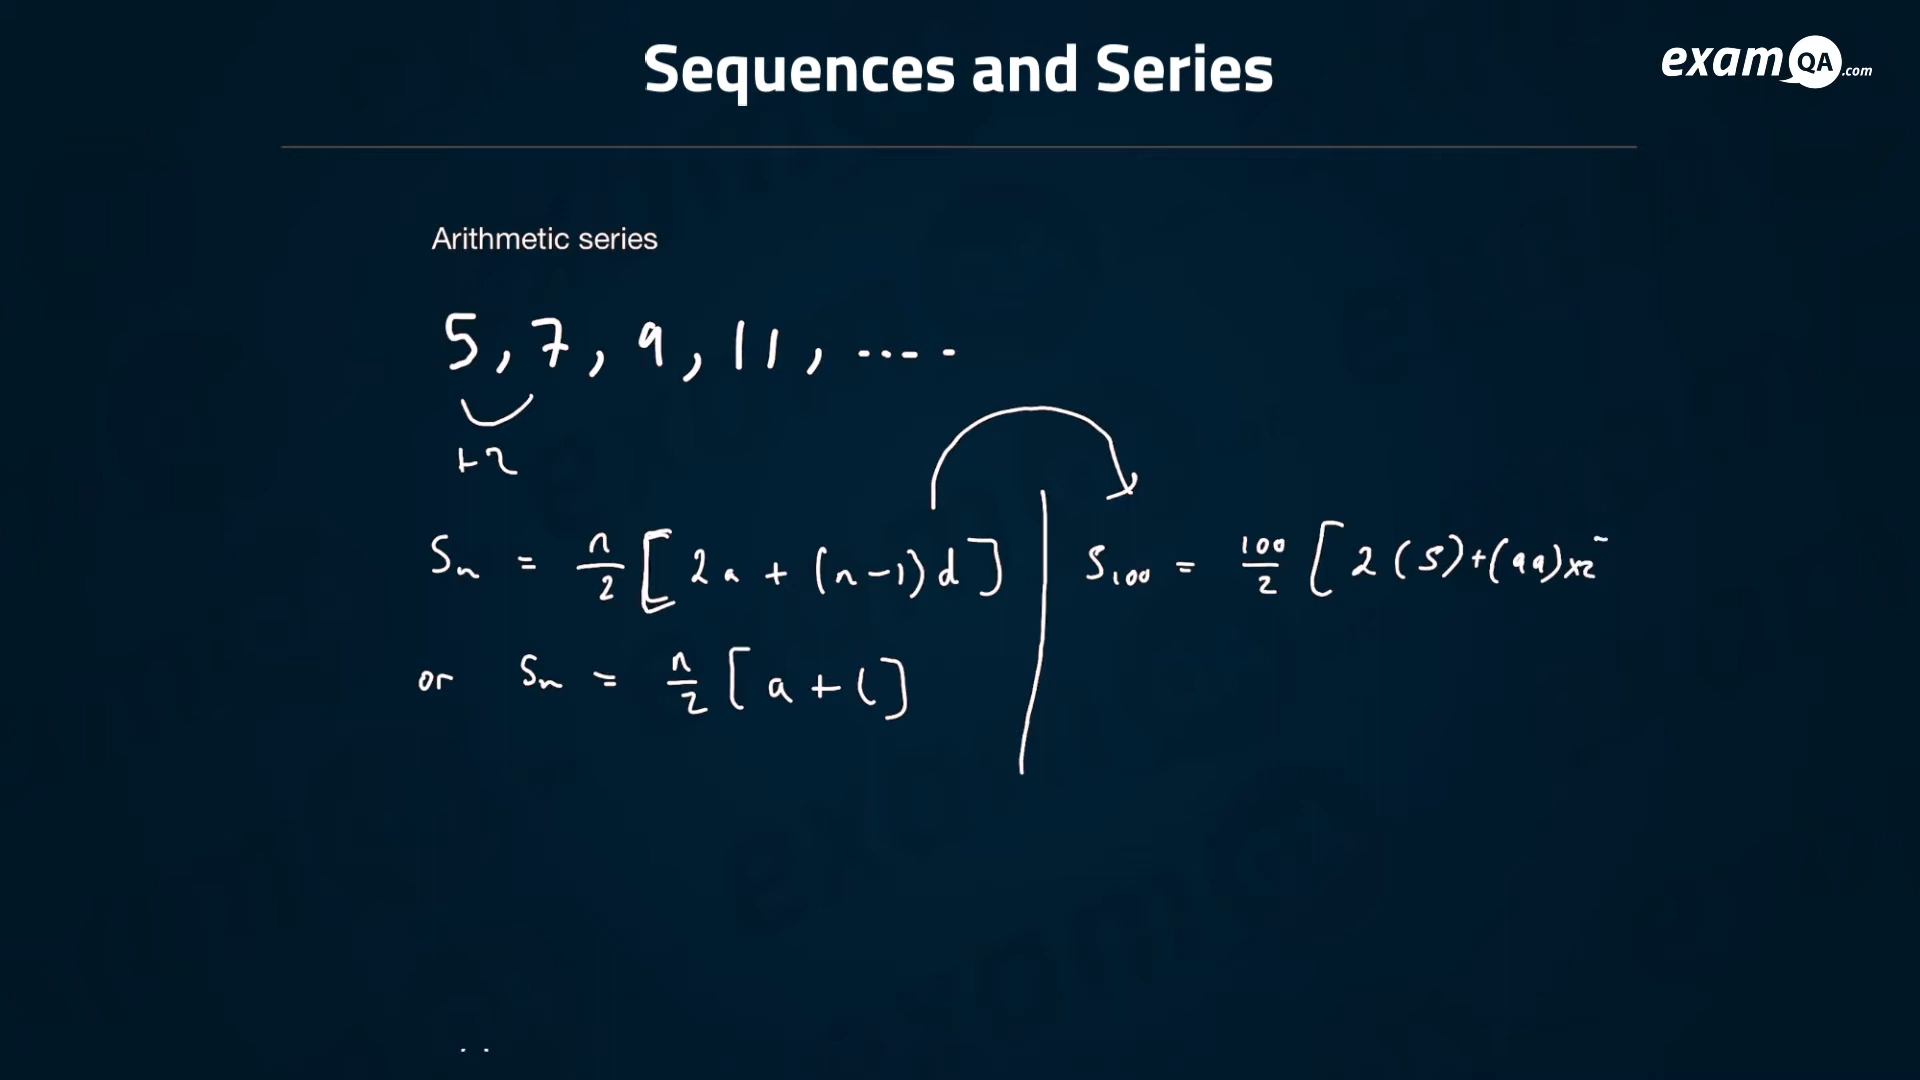 Sequences and Series
examQA.com
Arithmetic series
5, 7, 9, 11, ....
+2
Sn = n/2 [2a + (n-1)d]
S100 = 100/2 [2(5)+(99)x2
or Sn = n/2 [a + l]